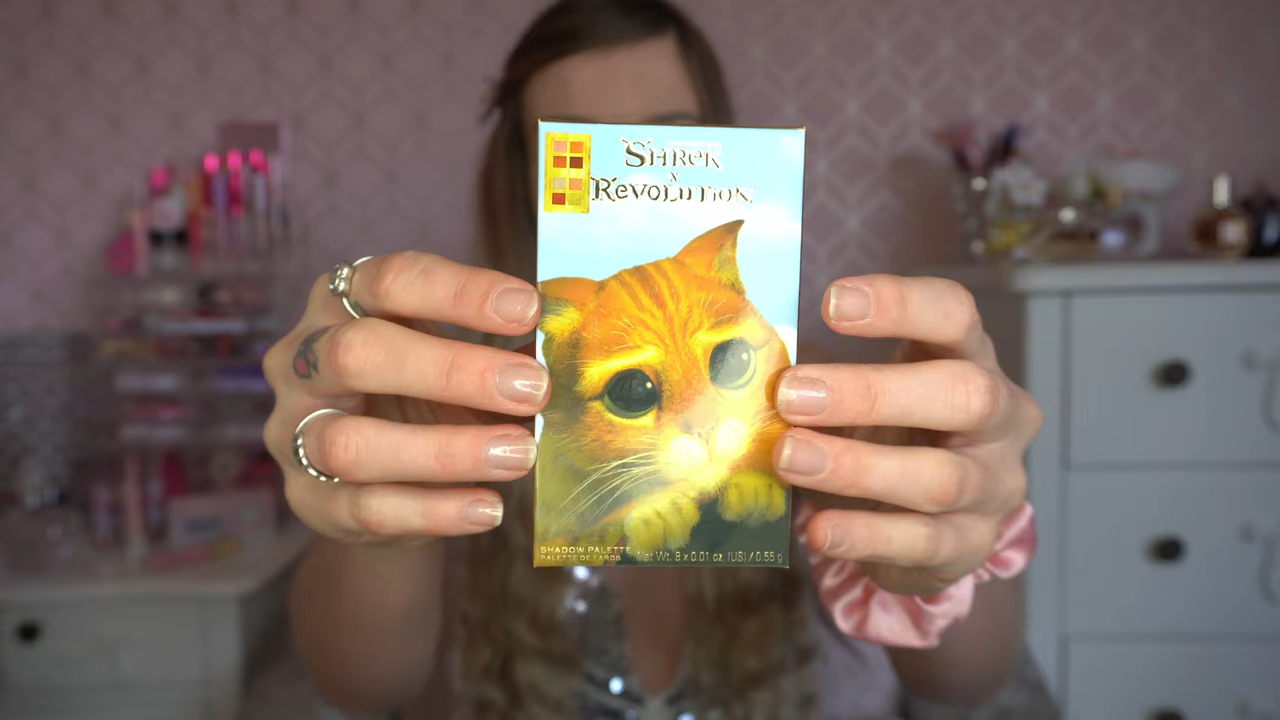 SHREK
X
REVOLUTION
SHADOW PALETTE
PALETTE DE FARDS
Net Wt. 8 x 0.01 oz. (US) / 0.55 g